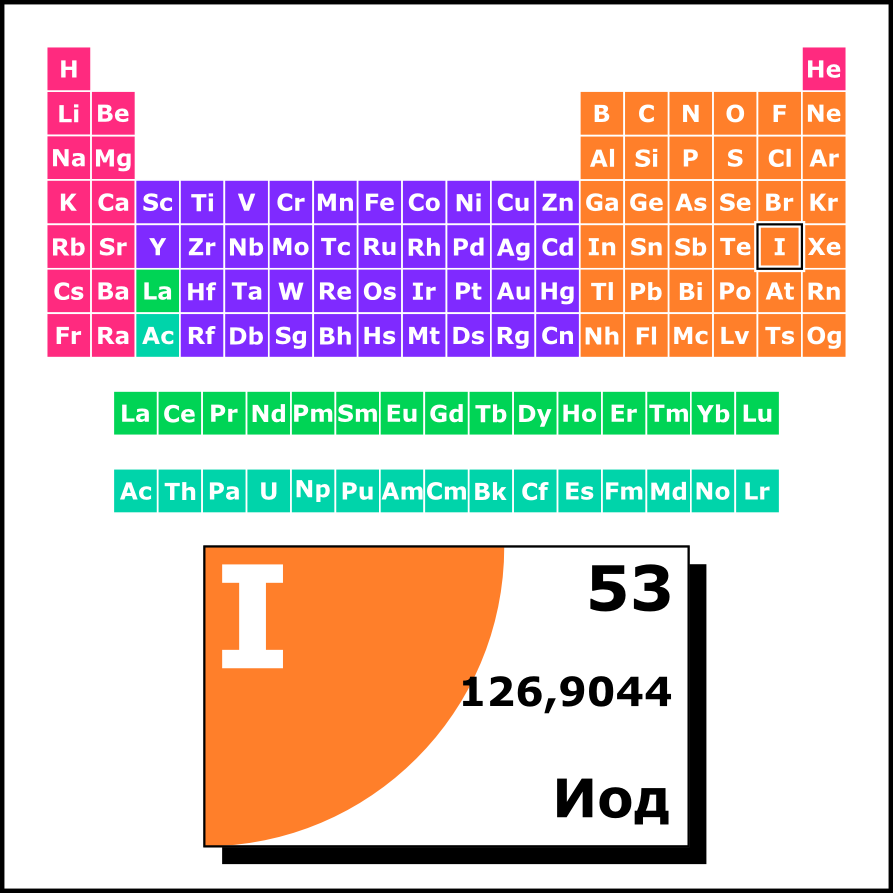 H He
Li Be B C N O F Ne
Na Mg Al Si P S Cl Ar
K Ca Sc Ti V Cr Mn Fe Co Ni Cu Zn Ga Ge As Se Br Kr
Rb Sr Y Zr Nb Mo Tc Ru Rh Pd Ag Cd In Sn Sb Te I Xe
Cs Ba La Hf Ta W Re Os Ir Pt Au Hg Tl Pb Bi Po At Rn
Fr Ra Ac Rf Db Sg Bh Hs Mt Ds Rg Cn Nh Fl Mc Lv Ts Og
La Ce Pr Nd Pm Sm Eu Gd Tb Dy Ho Er Tm Yb Lu
Ac Th Pa U Np Pu Am Cm Bk Cf Es Fm Md No Lr
I 53
126,9044
Иод